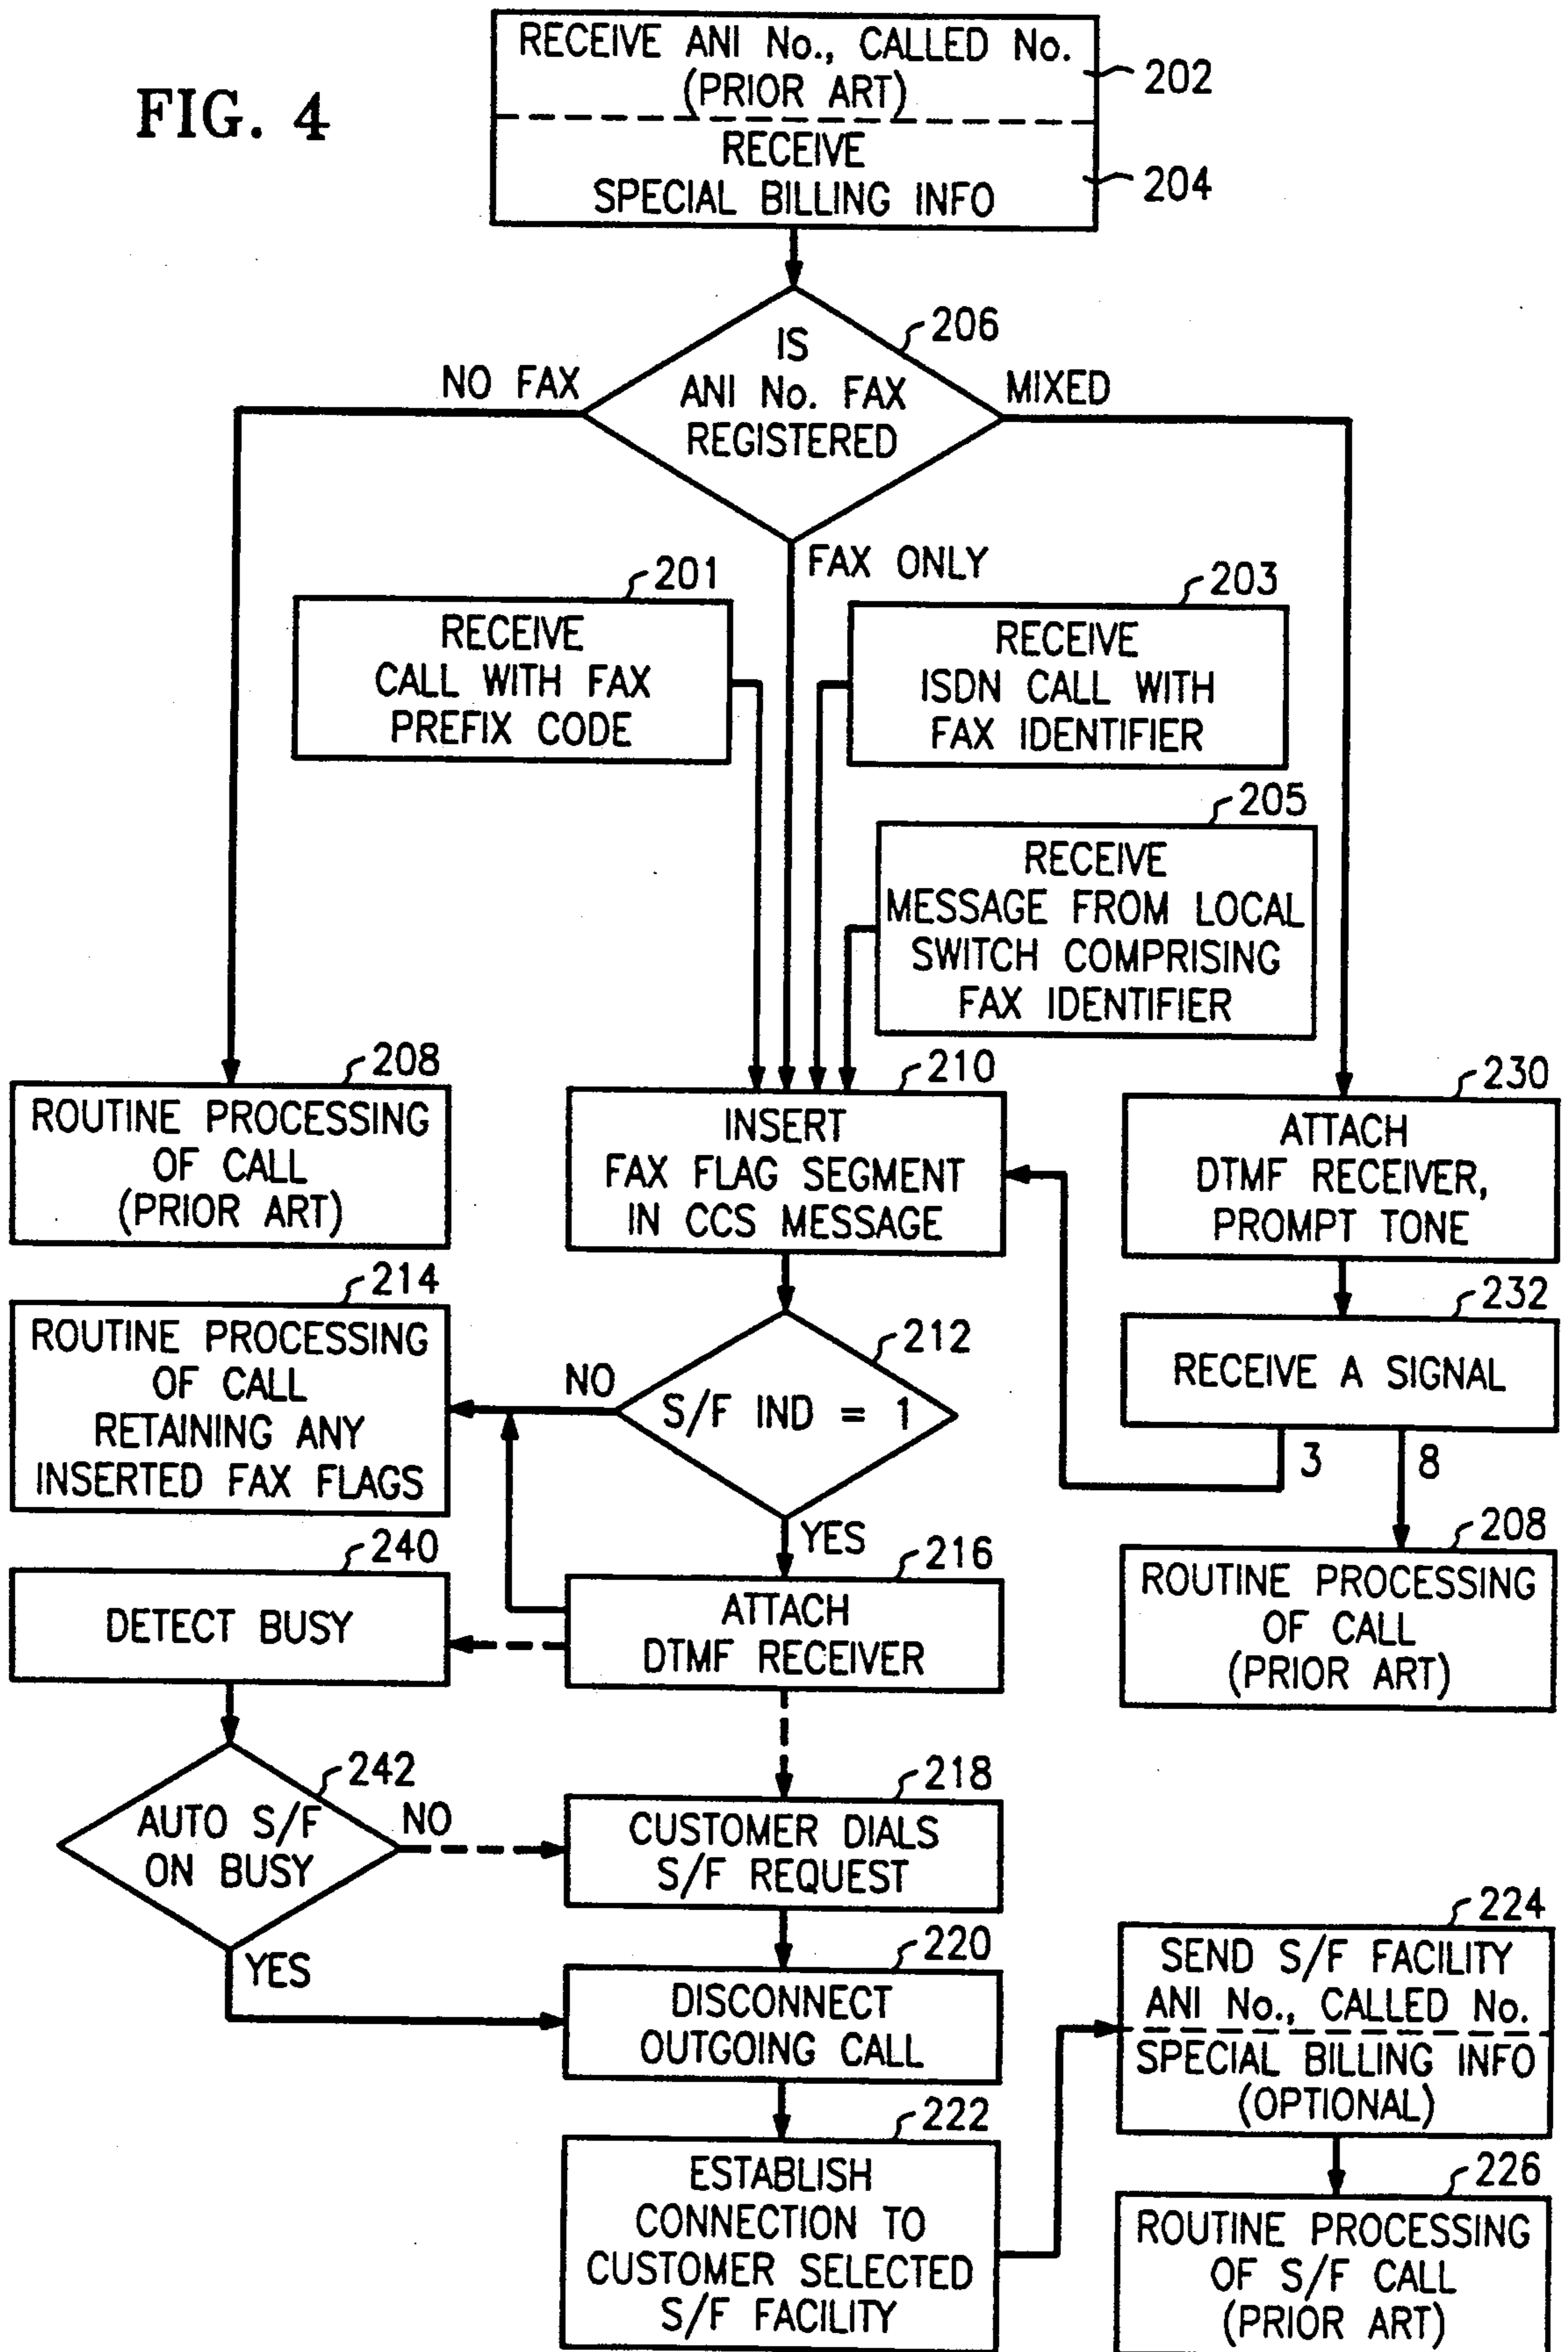 FIG. 4
RECEIVE ANI No., CALLED No.
(PRIOR ART)
202
RECEIVE
SPECIAL BILLING INFO
204
206
IS
ANI No. FAX
REGISTERED
NO FAX
MIXED
FAX ONLY
201
RECEIVE
CALL WITH FAX
PREFIX CODE
203
RECEIVE
ISDN CALL WITH
FAX IDENTIFIER
205
RECEIVE
MESSAGE FROM LOCAL
SWITCH COMPRISING
FAX IDENTIFIER
208
ROUTINE PROCESSING
OF CALL
(PRIOR ART)
210
INSERT
FAX FLAG SEGMENT
IN CCS MESSAGE
230
ATTACH
DTMF RECEIVER,
PROMPT TONE
214
ROUTINE PROCESSING
OF CALL
RETAINING ANY
INSERTED FAX FLAGS
212
NO
S/F IND = 1
YES
232
RECEIVE A SIGNAL
3
8
208
ROUTINE PROCESSING
OF CALL
(PRIOR ART)
240
DETECT BUSY
216
ATTACH
DTMF RECEIVER
242
AUTO S/F
ON BUSY
NO
YES
218
CUSTOMER DIALS
S/F REQUEST
220
DISCONNECT
OUTGOING CALL
222
ESTABLISH
CONNECTION TO
CUSTOMER SELECTED
S/F FACILITY
224
SEND S/F FACILITY
ANI No., CALLED No.
SPECIAL BILLING INFO
(OPTIONAL)
226
ROUTINE PROCESSING
OF S/F CALL
(PRIOR ART)